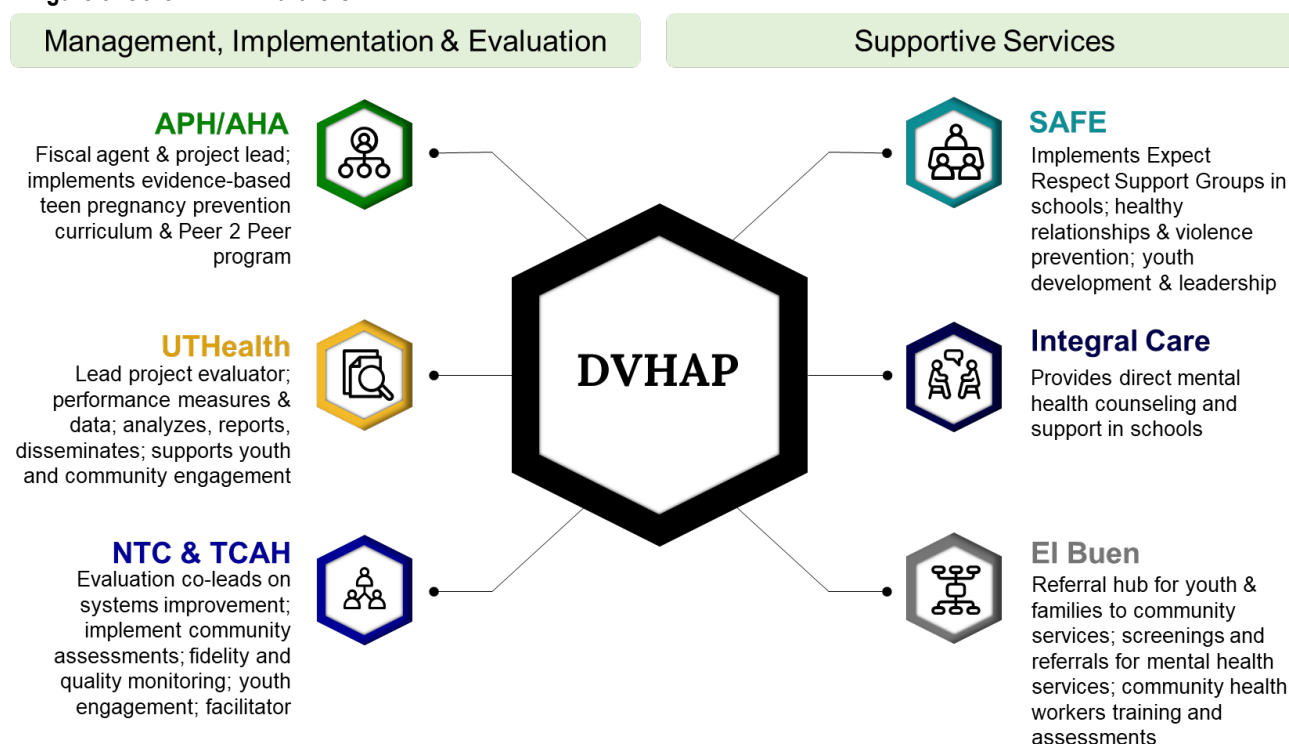 Management, Implementation & Evaluation
APH/AHA
Fiscal agent & project lead;
implements evidence-based
teen pregnancy prevention
curriculum & Peer 2 Peer
program
UTHealth
Lead project evaluator;
performance measures &
data; analyzes, reports,
disseminates; supports youth
and community engagement
NTC & TCAH
Evaluation co-leads on
systems improvement;
implement community
assessments; fidelity and
quality monitoring; youth
engagement; facilitator
DVHAP
Supportive Services
SAFE
Implements Expect
Respect Support Groups in
schools; healthy
relationships & violence
prevention; youth
development & leadership
Integral Care
Provides direct mental
health counseling and
support in schools
El Buen
Referral hub for youth &
families to community
services; screenings and
referrals for mental health
services; community health
workers training and
assessments